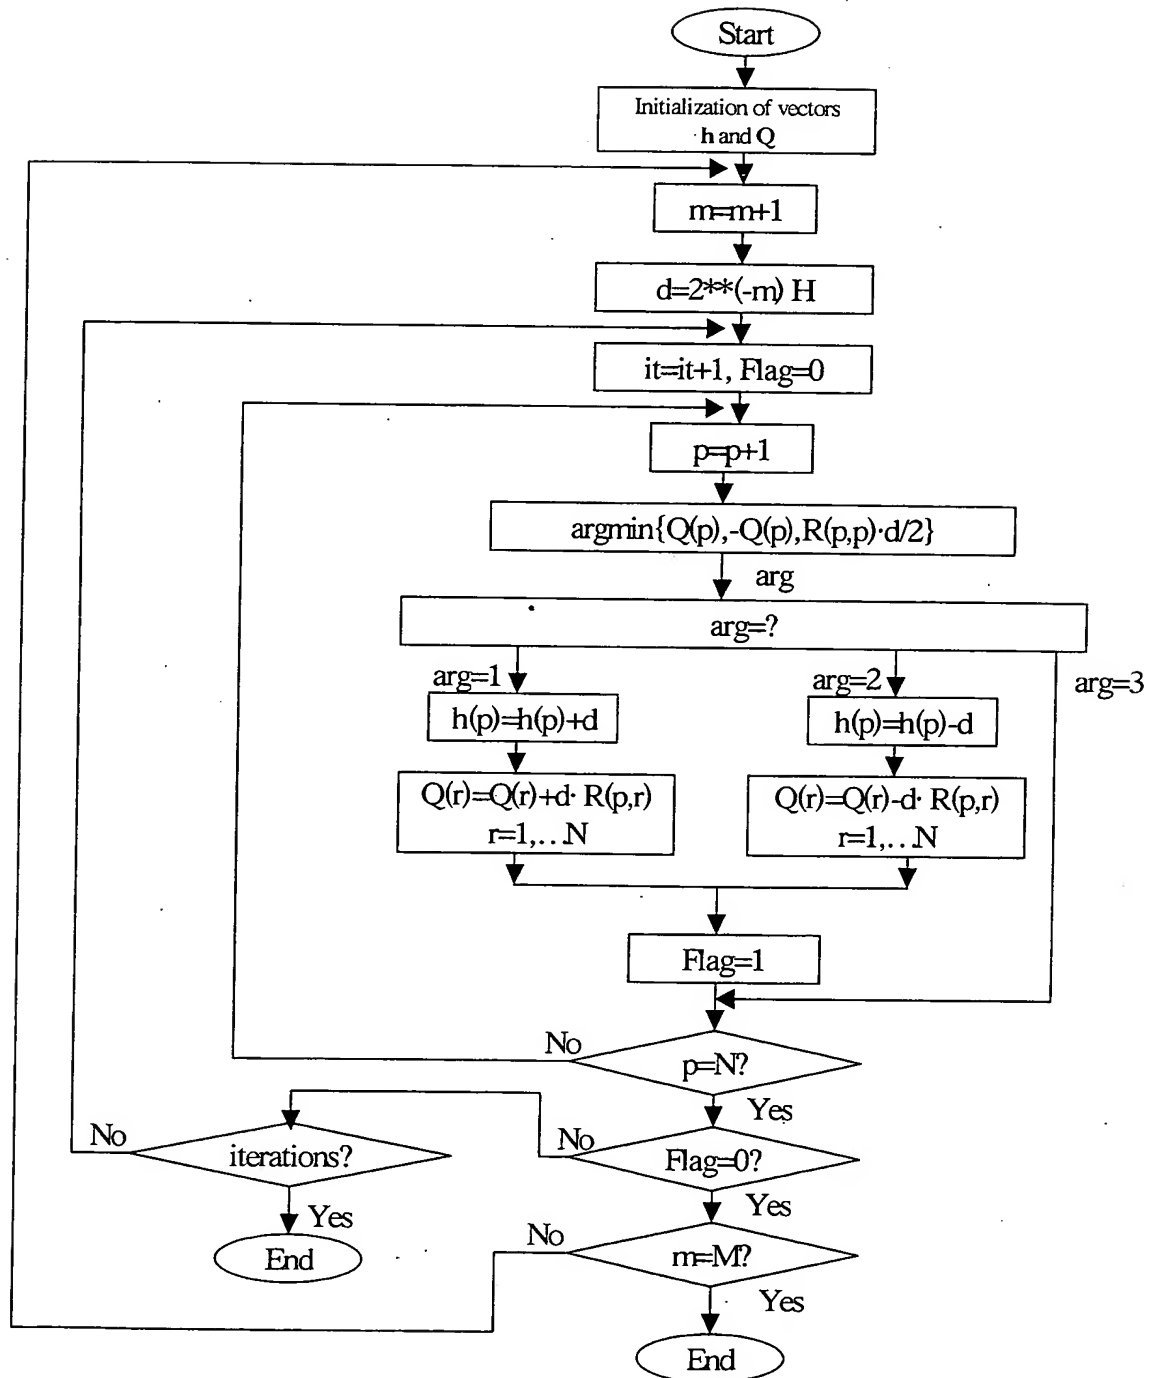 Start
Initialization of vectors
h and Q
m=m+1
d=2**(-m) H
it=it+1, Flag=0
p=p+1
argmin{Q(p),-Q(p),R(p,p)·d/2}
arg
arg=?
arg=1
arg=2
arg=3
h(p)=h(p)+d
h(p)=h(p)-d
Q(r)=Q(r)+d· R(p,r)
r=1,…N
Q(r)=Q(r)-d· R(p,r)
r=1,…N
Flag=1
No
p=N?
Yes
No
iterations?
No
Flag=0?
Yes
Yes
End
No
m=M?
Yes
End